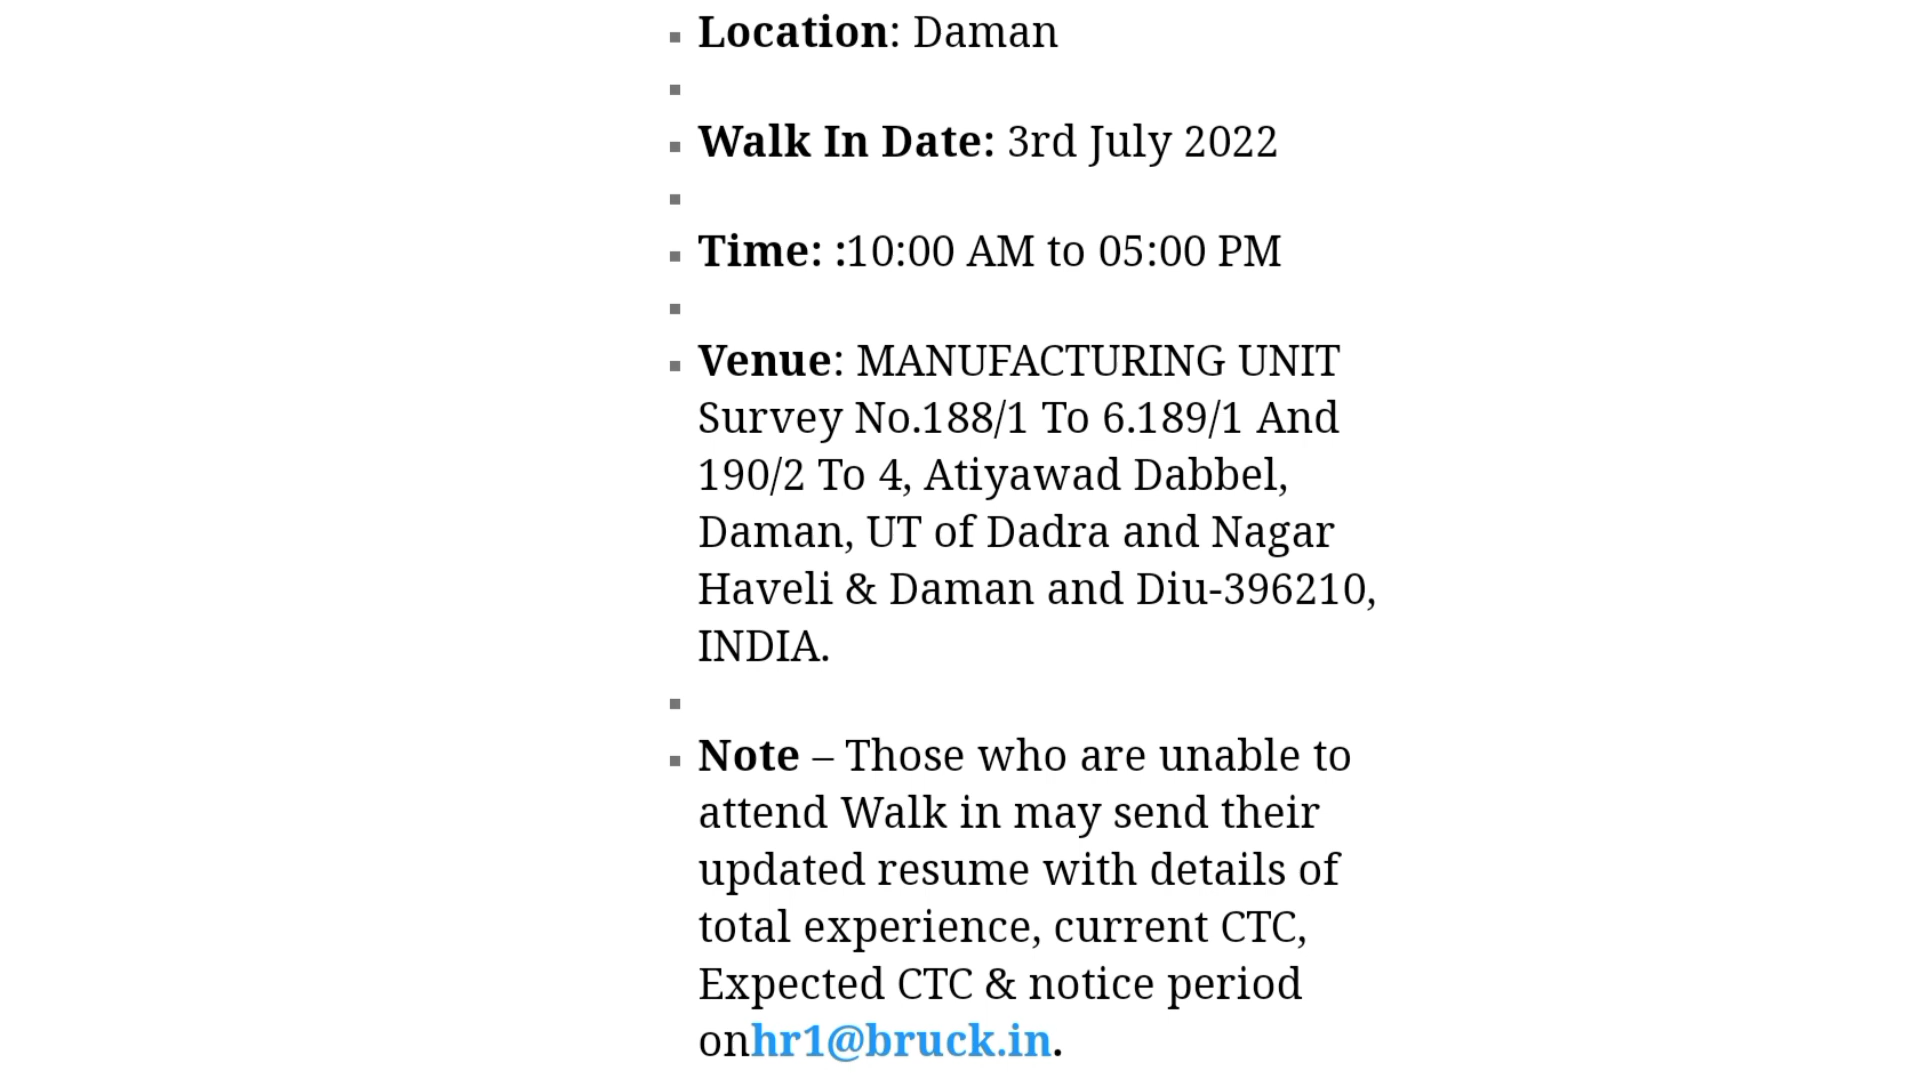 Location: Daman
Walk In Date: 3rd July 2022
Time: :10:00 AM to 05:00 PM
Venue: MANUFACTURING UNIT
Survey No.188/1 To 6.189/1 And
190/2 To 4, Atiyawad Dabbel,
Daman, UT of Dadra and Nagar
Haveli & Daman and Diu-396210,
INDIA.
Note – Those who are unable to
attend Walk in may send their
updated resume with details of
total experience, current CTC,
Expected CTC & notice period
onhr1@bruck.in.